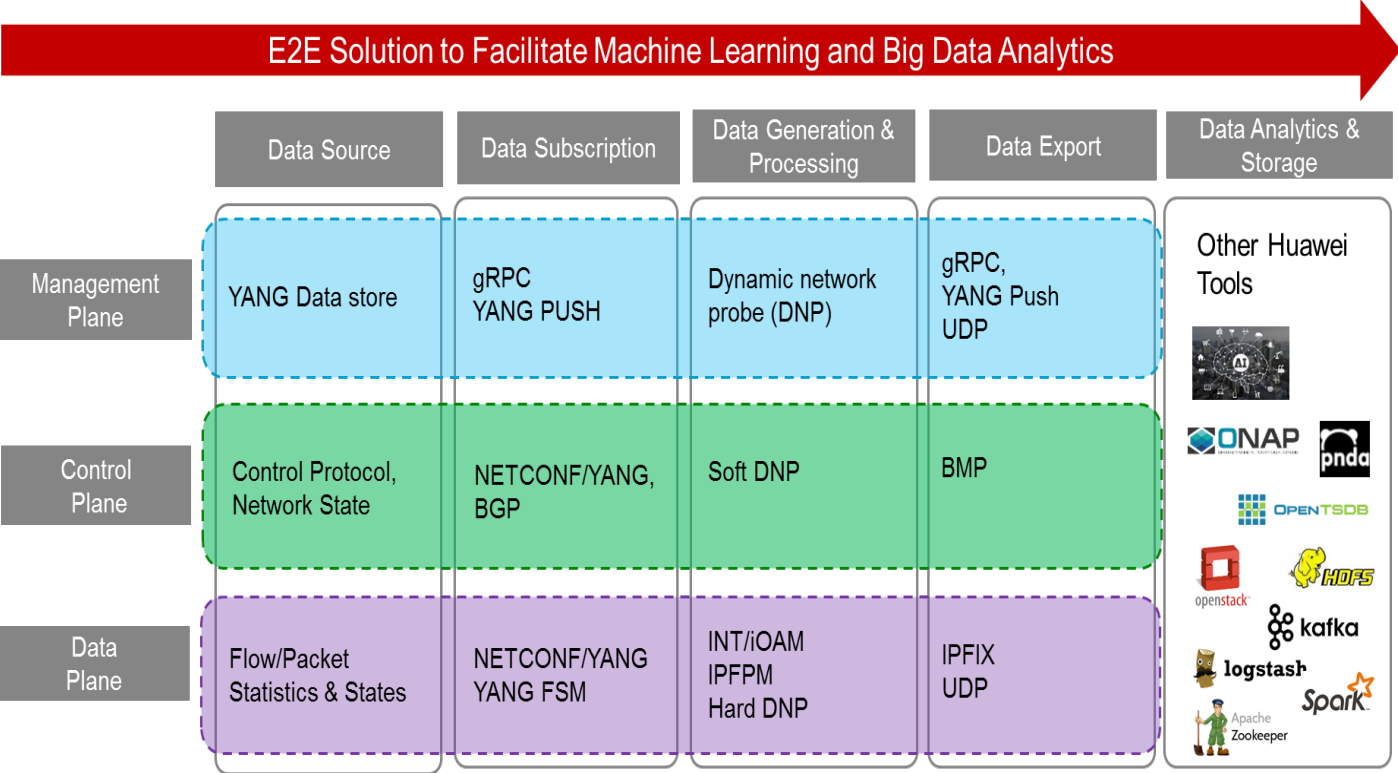 E2E Solution to Facilitate Machine Learning and Big Data Analytics
Data Source
Data Subscription
Data Generation &
Processing
Data Export
Data Analytics &
Storage
Management
Plane
YANG Data store
gRPC
YANG PUSH
Dynamic network
probe (DNP)
gRPC,
YANG Push
UDP
Control
Plane
Control Protocol,
Network State
NETCONF/YANG,
BGP
Soft DNP
BMP
Data
Plane
Flow/Packet
Statistics & States
NETCONF/YANG
YANG FSM
INT/iOAM
IPFPM
Hard DNP
IPFIX
UDP
Other Huawei
Tools
AI
ONAP
pnda
OPENTSDB
openstack
HDFS
kafka
logstash
Spark
Apache
Zookeeper